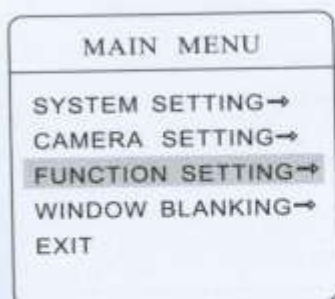 MAIN MENU
SYSTEM SETTING→
CAMERA SETTING→
FUNCTION SETTING→
WINDOW BLANKING→
EXIT